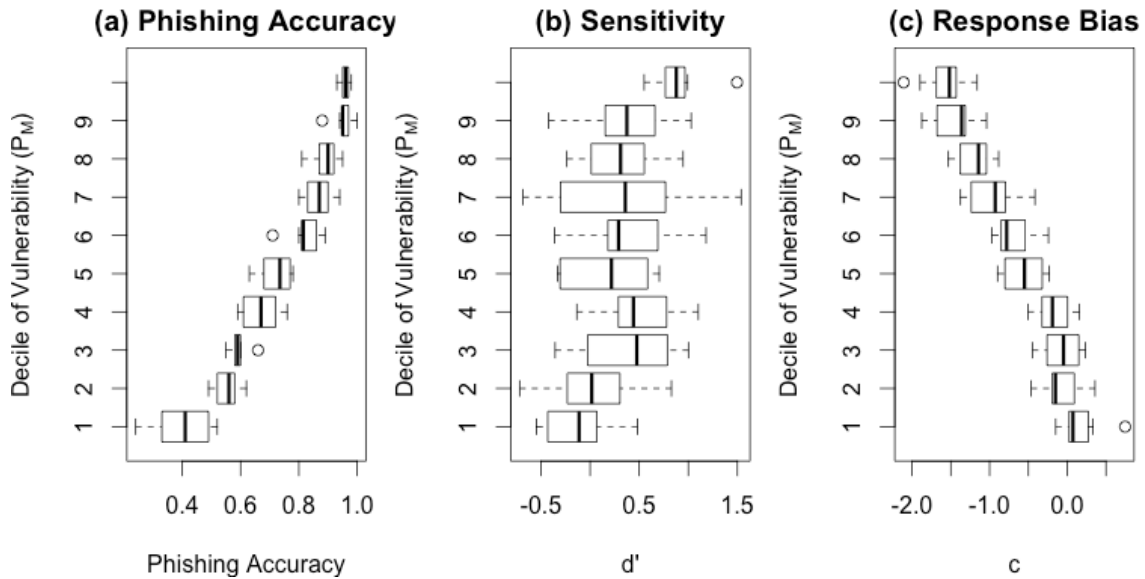 (a) Phishing Accuracy
(b) Sensitivity
(c) Response Bias
Decile of Vulnerability (PM)
9
8
7
6
5
4
3
2
1
0.4 0.6 0.8 1.0
Phishing Accuracy
Decile of Vulnerability (PM)
9
8
7
6
5
4
3
2
1
-0.5 0.5 1.5
d'
Decile of Vulnerability (PM)
9
8
7
6
5
4
3
2
1
-2.0 -1.0 0.0
c